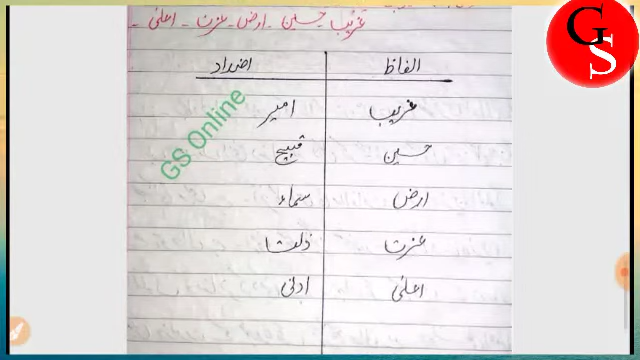 غریب حسین - ارض - عزت - اعلیٰ -
الفاظ اضداد
غریب امیر
حسین قبیح
ارض سماء
عزت ذلت
اعلیٰ ادنیٰ
GS Online
GS